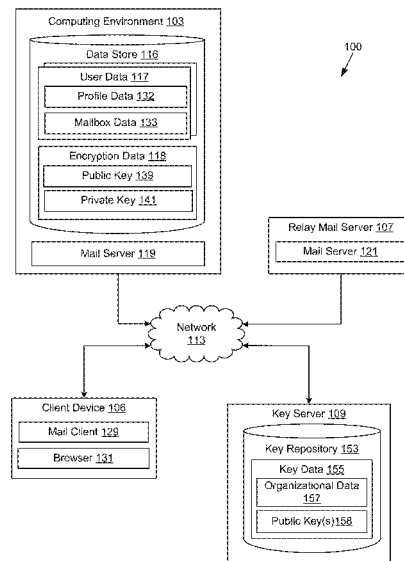 Computing Environment 103
100
Data Store 116
User Data 117
Profile Data 132
Mailbox Data 133
Encryption Data 118
Public Key 139
Private Key 141
Mail Server 119
Relay Mail Server 107
Mail Server 121
Network
113
Client Device 106
Mail Client 129
Browser 131
Key Server 109
Key Repository 153
Key Data 155
Organizational Data
157
Public Key(s) 158